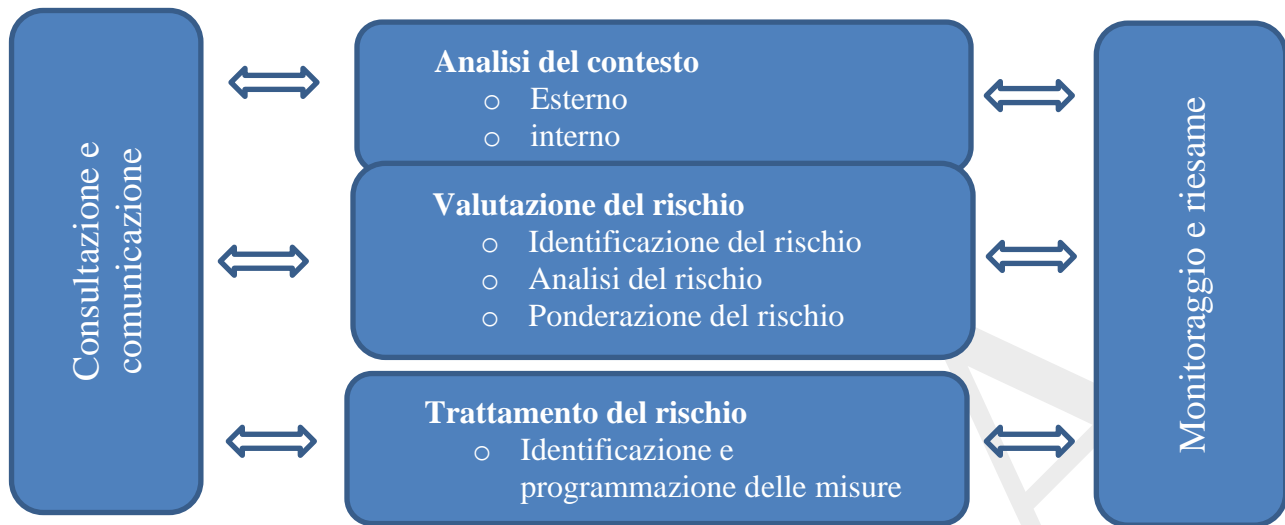 Consultazione e
comunicazione
Analisi del contesto
o Esterno
o interno
Valutazione del rischio
o Identificazione del rischio
o Analisi del rischio
o Ponderazione del rischio
Trattamento del rischio
o Identificazione e
programmazione delle misure
Monitoraggio e riesame